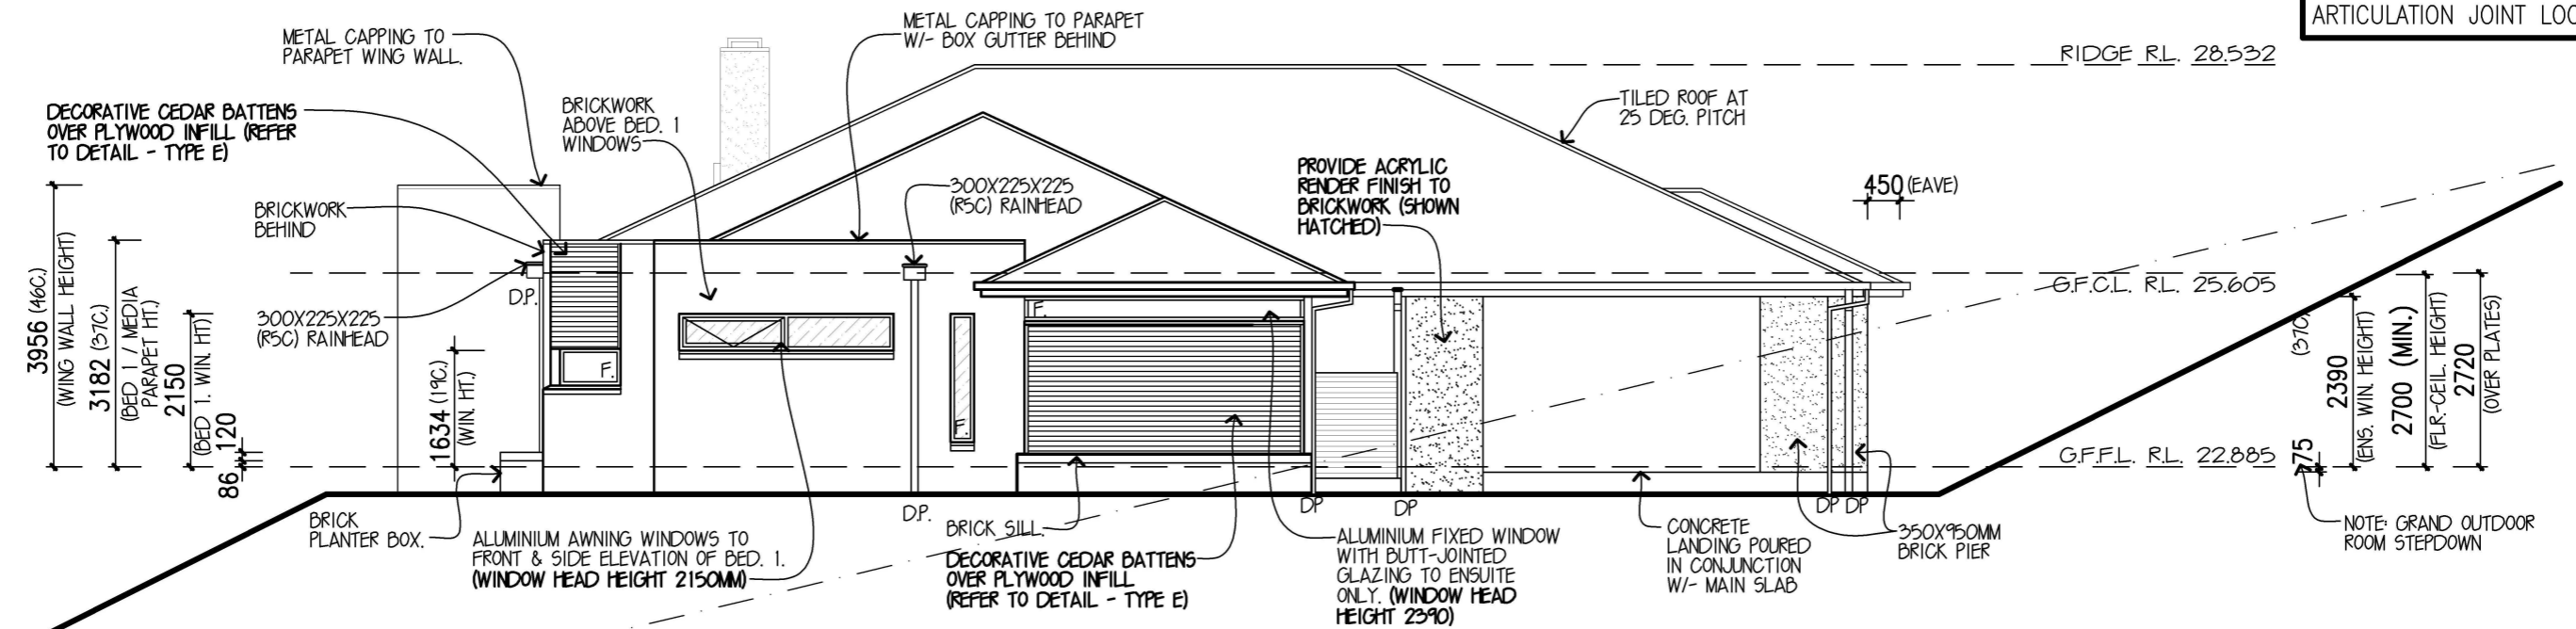 ARTICULATION JOINT
METAL CAPPING TO
PARAPET WING WALL.
METAL CAPPING TO PARAPET
W/- BOX GUTTER BEHIND
RIDGE R.L. 28.532
DECORATIVE CEDAR BATTENS
OVER PLYWOOD INFILL (REFER
TO DETAIL - TYPE E)
BRICKWORK
ABOVE BED. 1
WINDOWS
TILED ROOF AT
25 DEG. PITCH
BRICKWORK
BEHIND
300X225X225
(R5C) RAINHEAD
PROVIDE ACRYLIC
RENDER FINISH TO
BRICKWORK (SHOWN
HATCHED)
450 (EAVE)
3956 (46C.)
(WING WALL HEIGHT)
3182 (37C.)
(BED 1 / MEDIA
PARAPET HT.)
2150
(BED 1. WIN. HT)
120
86
300X225X225
(R5C) RAINHEAD
D.P.
1634 (19C.)
(WIN. HT.)
F.
F.
F.
G.F.C.L. R.L. 25.605
G.F.F.L. R.L. 22.885
75
2390
(ENS. WIN HEIGHT)
2700 (MIN.)
(FLR.-CEIL. HEIGHT)
2720
(OVER PLATES)
BRICK
PLANTER BOX.
ALUMINIUM AWNING WINDOWS TO
FRONT & SIDE ELEVATION OF BED. 1.
(WINDOW HEAD HEIGHT 2150MM)
D.P.
BRICK SILL.
DECORATIVE CEDAR BATTENS
OVER PLYWOOD INFILL
(REFER TO DETAIL - TYPE E)
DP
DP
ALUMINIUM FIXED WINDOW
WITH BUTT-JOINTED
GLAZING TO ENSUITE
ONLY. (WINDOW HEAD
HEIGHT 2390)
CONCRETE
LANDING POURED
IN CONJUNCTION
W/- MAIN SLAB
DP DP
350X950MM
BRICK PIER
NOTE: GRAND OUTDOOR
ROOM STEPDOWN